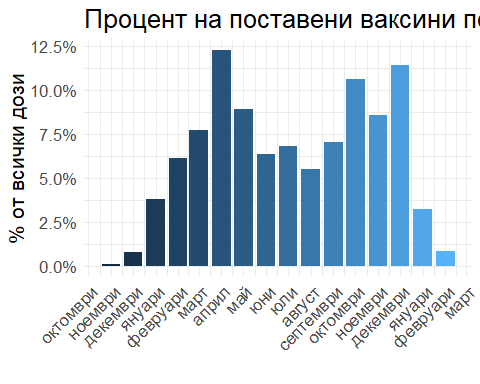 Процент на поставени ваксини по
% от всички дози
12.5%
10.0%
7.5%
5.0%
2.5%
0.0%
октомври
ноември
декември
януари
февруари
март
април
май
юни
юли
август
септември
октомври
ноември
декември
януари
февруари
март